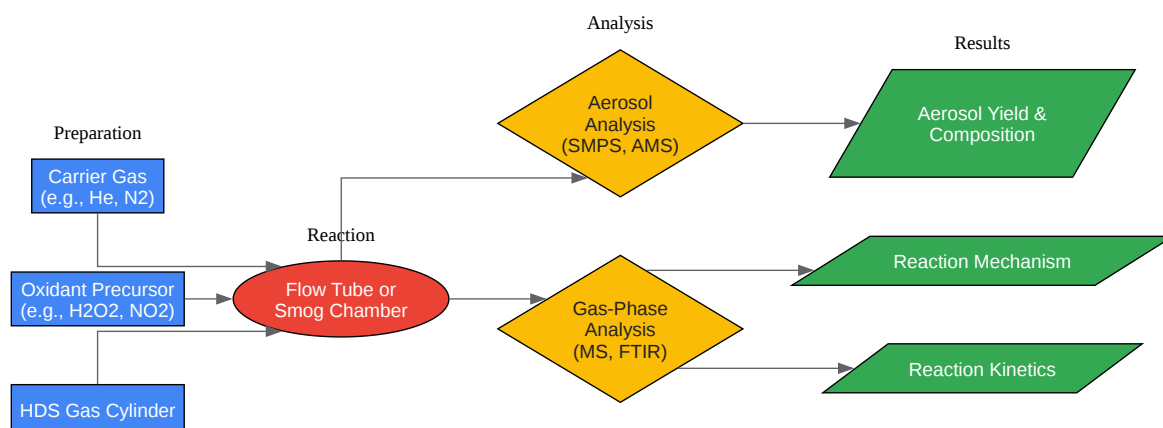 Preparation
Carrier Gas
(e.g., He, N2)
Oxidant Precursor
(e.g., H2O2, NO2)
HDS Gas Cylinder
Reaction
Flow Tube or
Smog Chamber
Analysis
Aerosol
Analysis
(SMPS, AMS)
Gas-Phase
Analysis
(MS, FTIR)
Results
Aerosol Yield &
Composition
Reaction Mechanism
Reaction Kinetics